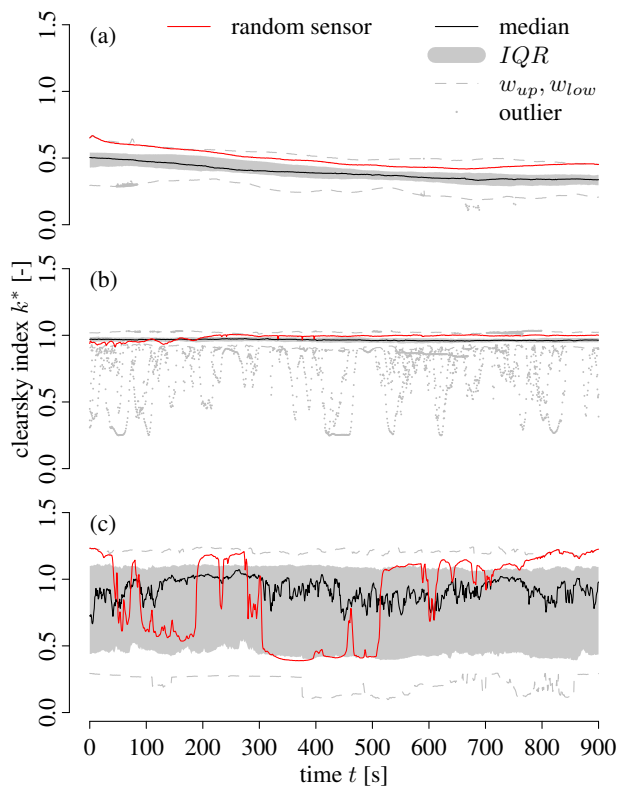 (a)
random sensor
median
IQR
w_up, w_low
outlier
1.5
1.0
0.5
0.0
(b)
1.5
1.0
0.5
0.0
clearsky index k* [-]
(c)
1.5
1.0
0.5
0.0
0 100 200 300 400 500 600 700 800 900
time t [s]